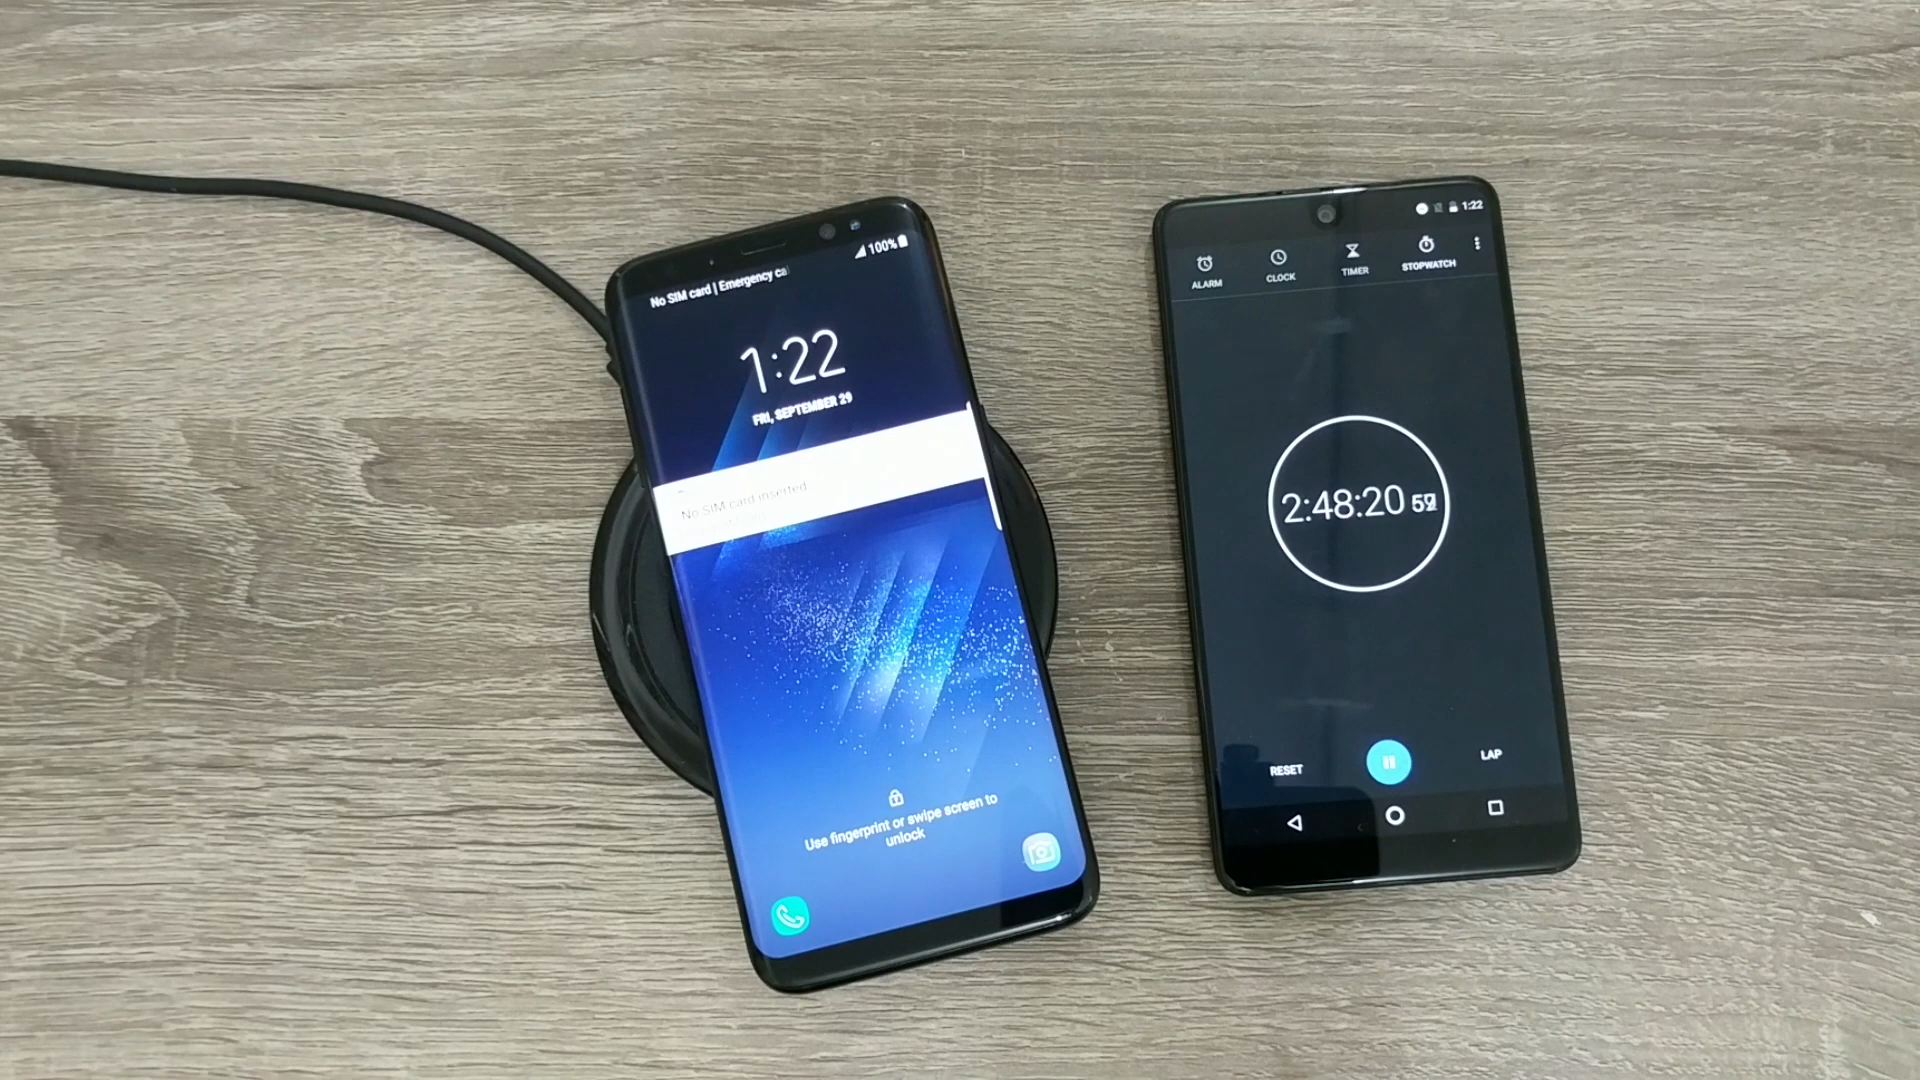 100%
No SIM card | Emergency ca
1:22
FRI, SEPTEMBER 29
No SIM card inserted
Use fingerprint or swipe screen to
unlock
1:22
ALARM CLOCK TIMER STOPWATCH
2:48:20
RESET LAP